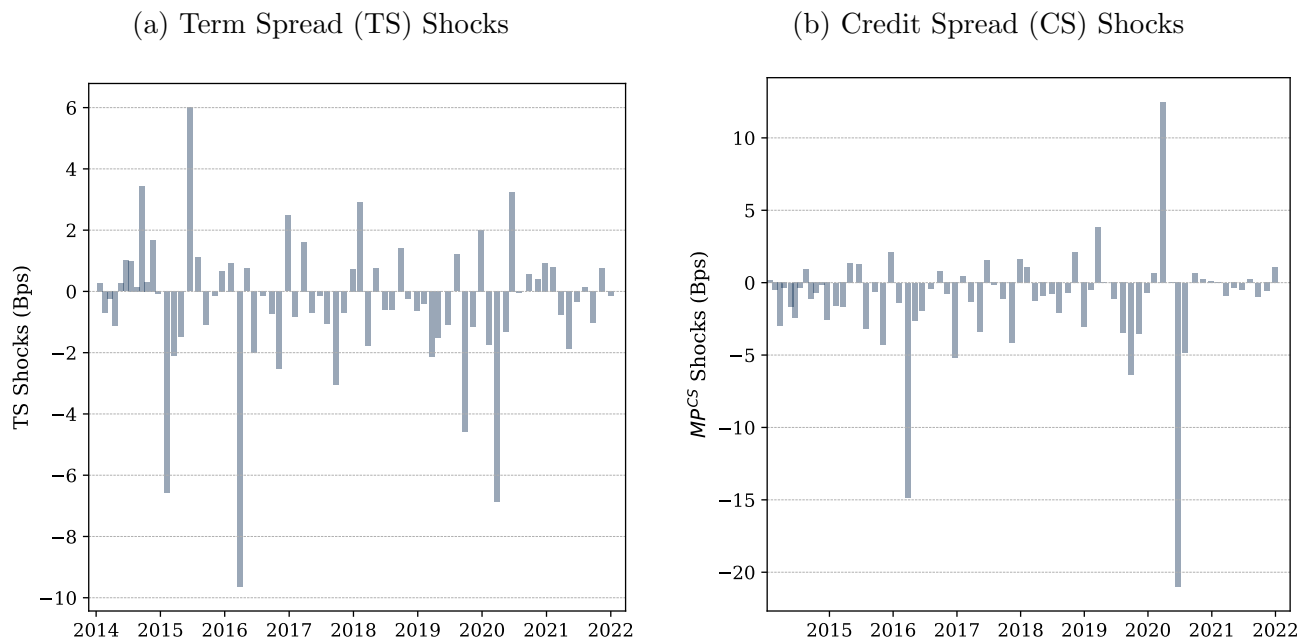 (a) Term Spread (TS) Shocks
6
4
2
0
−2
−4
−6
−8
−10
TS Shocks (Bps)
2014 2015 2016 2017 2018 2019 2020 2021 2022
(b) Credit Spread (CS) Shocks
10
5
0
−5
−10
−15
−20
MP^{CS} Shocks (Bps)
2015 2016 2017 2018 2019 2020 2021 2022